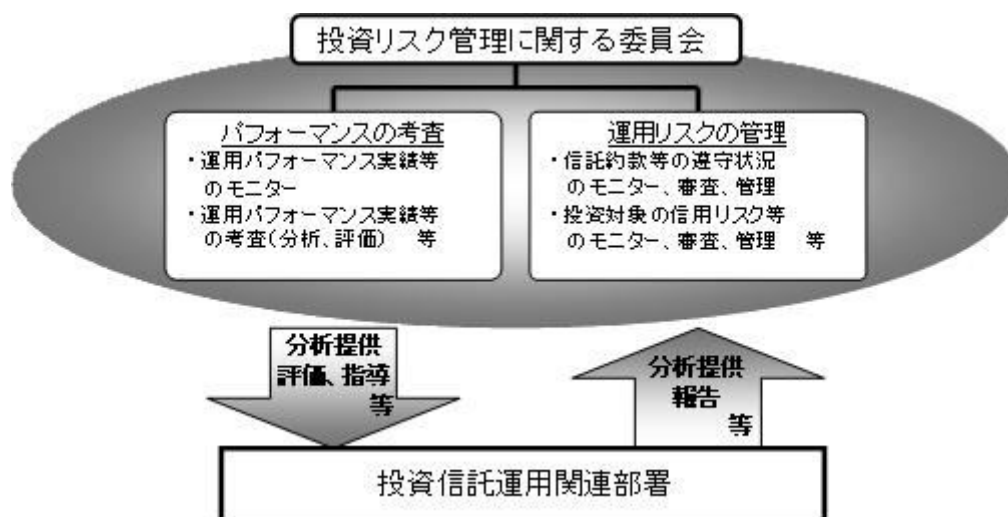 投資リスク管理に関する委員会
パフォーマンスの考査
・運用パフォーマンス実績等
のモニター
・運用パフォーマンス実績等
の考査(分析、評価) 等
運用リスクの管理
・信託約款等の遵守状況
のモニター、審査、管理
・投資対象の信用リスク等
のモニター、審査、管理 等
分析提供
評価、指導
等
分析提供
報告
等
投資信託運用関連部署